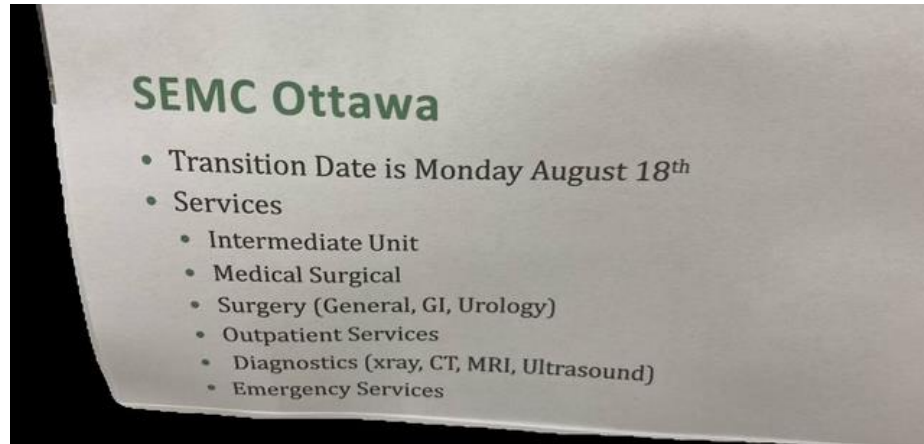 SEMC Ottawa
• Transition Date is Monday August 18th
• Services
• Intermediate Unit
• Medical Surgical
• Surgery (General, GI, Urology)
• Outpatient Services
• Diagnostics (xray, CT, MRI, Ultrasound)
• Emergency Services